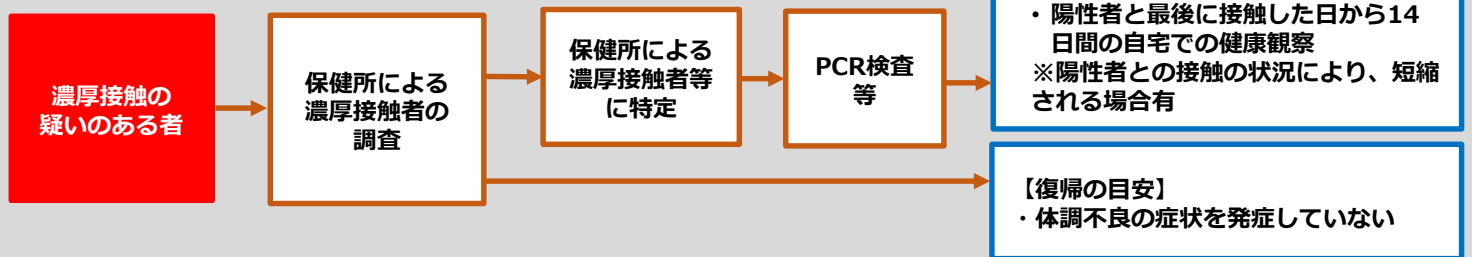 濃厚接触の
疑いのある者
保健所による
濃厚接触者の
調査
保健所による
濃厚接触者等
に特定
PCR検査
等
・陽性者と最後に接触した日から14
日間の自宅での健康観察
※陽性者との接触の状況により、短縮
される場合有
【復帰の目安】
・体調不良の症状を発症していない